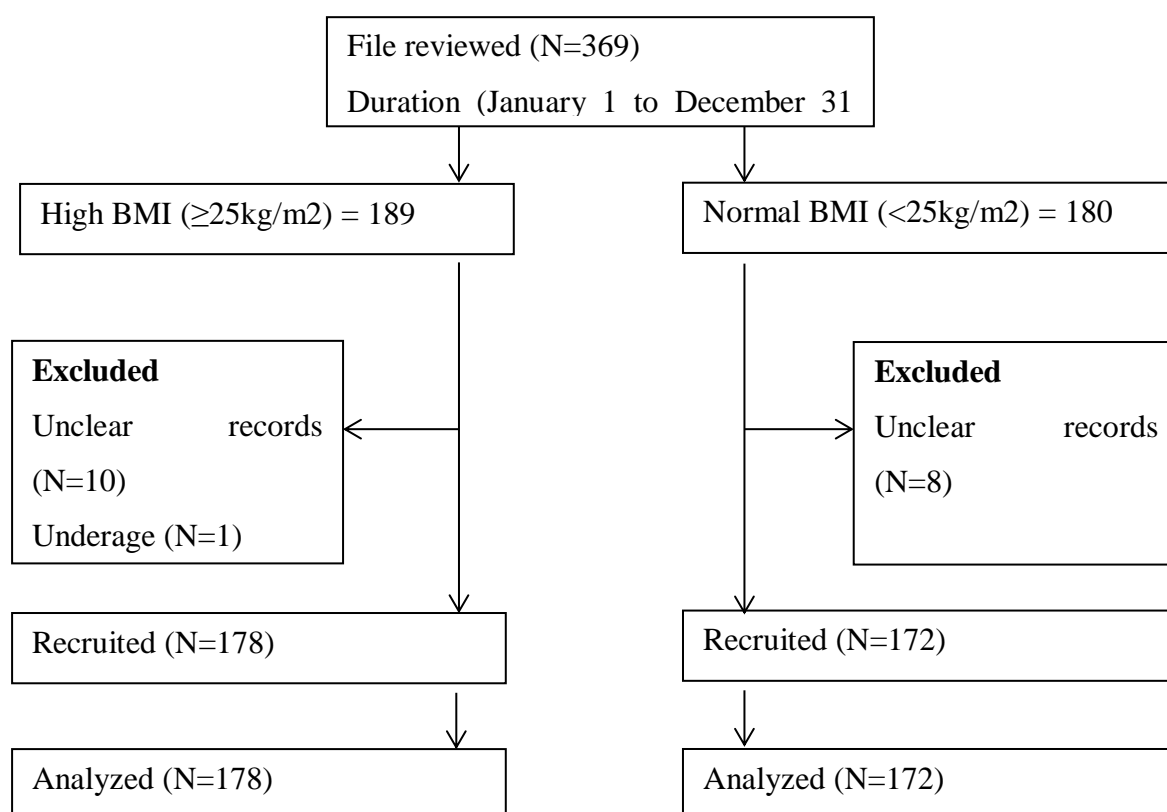 File reviewed (N=369)
Duration (January 1 to December 31
High BMI (≥25kg/m2) = 189
Normal BMI (<25kg/m2) = 180
Excluded
Unclear records
(N=10)
Underage (N=1)
Excluded
Unclear records
(N=8)
Recruited (N=178)
Recruited (N=172)
Analyzed (N=178)
Analyzed (N=172)